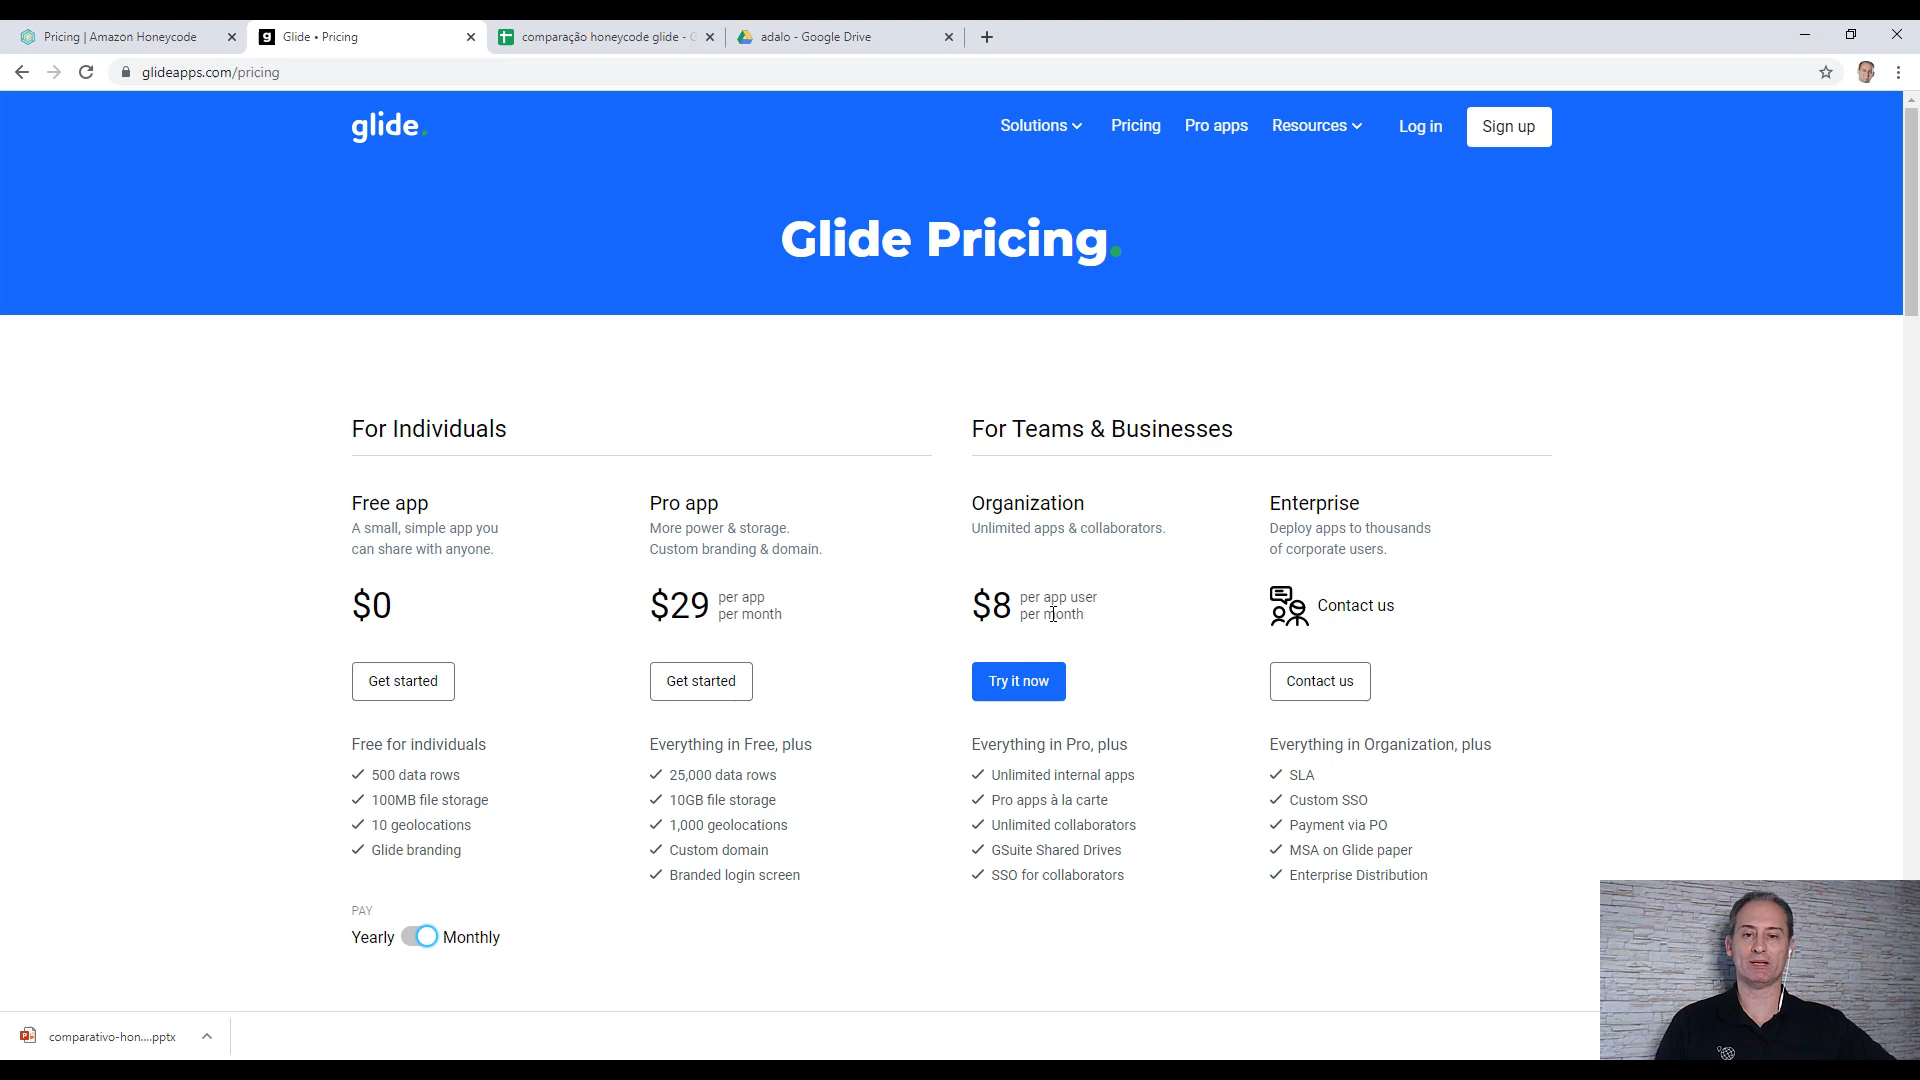 Pricing | Amazon Honeycode
Glide • Pricing
comparação honeycode glide - G
adalo - Google Drive
glideapps.com/pricing
glide.
Solutions
Pricing
Pro apps
Resources
Log in
Sign up
Glide Pricing.
For Individuals
For Teams & Businesses
Free app
A small, simple app you
can share with anyone.
$0
Get started
Free for individuals
500 data rows
100MB file storage
10 geolocations
Glide branding
Pro app
More power & storage.
Custom branding & domain.
$29 per app
per month
Get started
Everything in Free, plus
25,000 data rows
10GB file storage
1,000 geolocations
Custom domain
Branded login screen
Organization
Unlimited apps & collaborators.
$8 per app user
per month
Try it now
Everything in Pro, plus
Unlimited internal apps
Pro apps à la carte
Unlimited collaborators
GSuite Shared Drives
SSO for collaborators
Enterprise
Deploy apps to thousands
of corporate users.
Contact us
Contact us
Everything in Organization, plus
SLA
Custom SSO
Payment via PO
MSA on Glide paper
Enterprise Distribution
PAY
Yearly Monthly
comparativo-hon....pptx